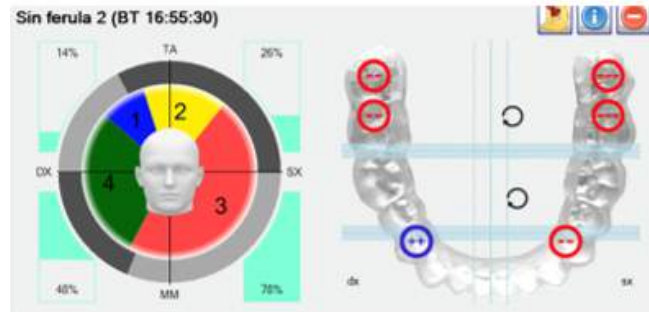 Sin ferula 2 (BT 16:55:30)
14%
TA
26%
1
2
DX
SX
4
3
48%
MM
78%
dx
sx